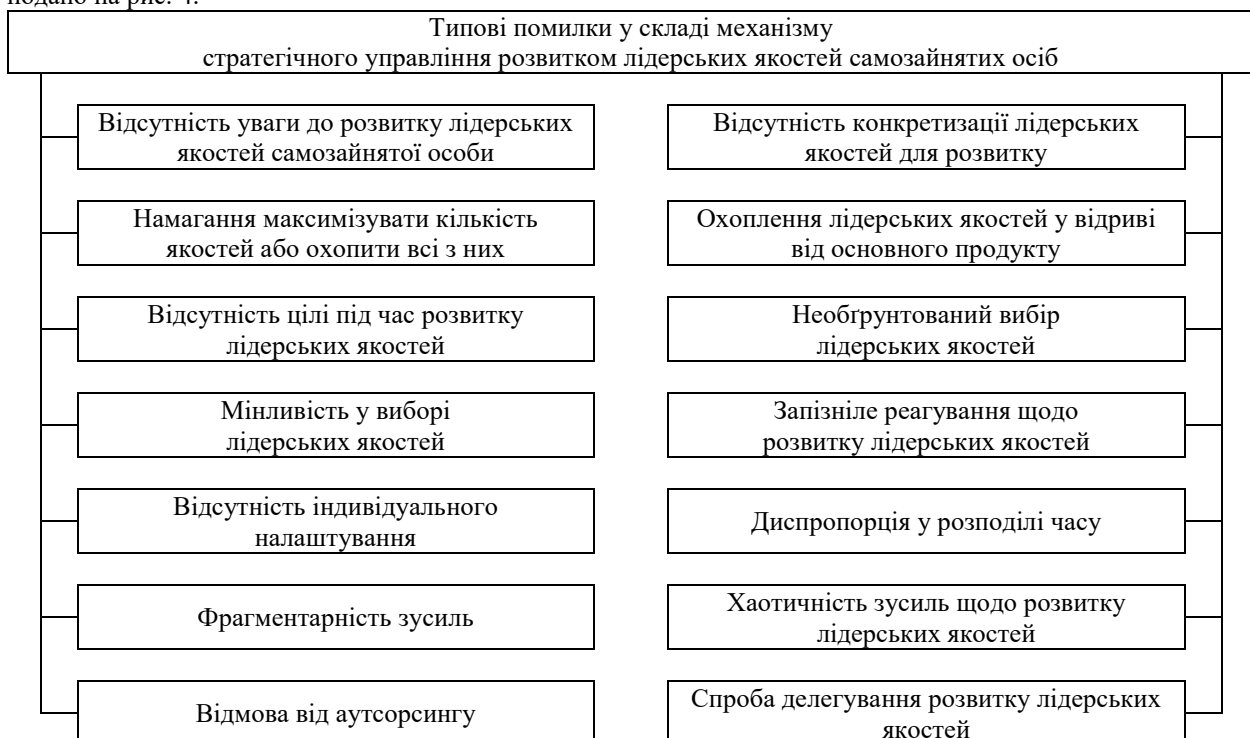 подано на рис. 4.
Типові помилки у складі механізму
стратегічного управління розвитком лідерських якостей самозайнятих осіб
Відсутність уваги до розвитку лідерських
якостей самозайнятої особи
Відсутність конкретизації лідерських
якостей для розвитку
Намагання максимізувати кількість
якостей або охопити всі з них
Охоплення лідерських якостей у відриві
від основного продукту
Відсутність цілі під час розвитку
лідерських якостей
Необґрунтований вибір
лідерських якостей
Мінливість у виборі
лідерських якостей
Запізніле реагування щодо
розвитку лідерських якостей
Відсутність індивідуального
налаштування
Диспропорція у розподілі часу
Фрагментарність зусиль
Хаотичність зусиль щодо розвитку
лідерських якостей
Відмова від аутсорсингу
Спроба делегування розвитку лідерських
якостей